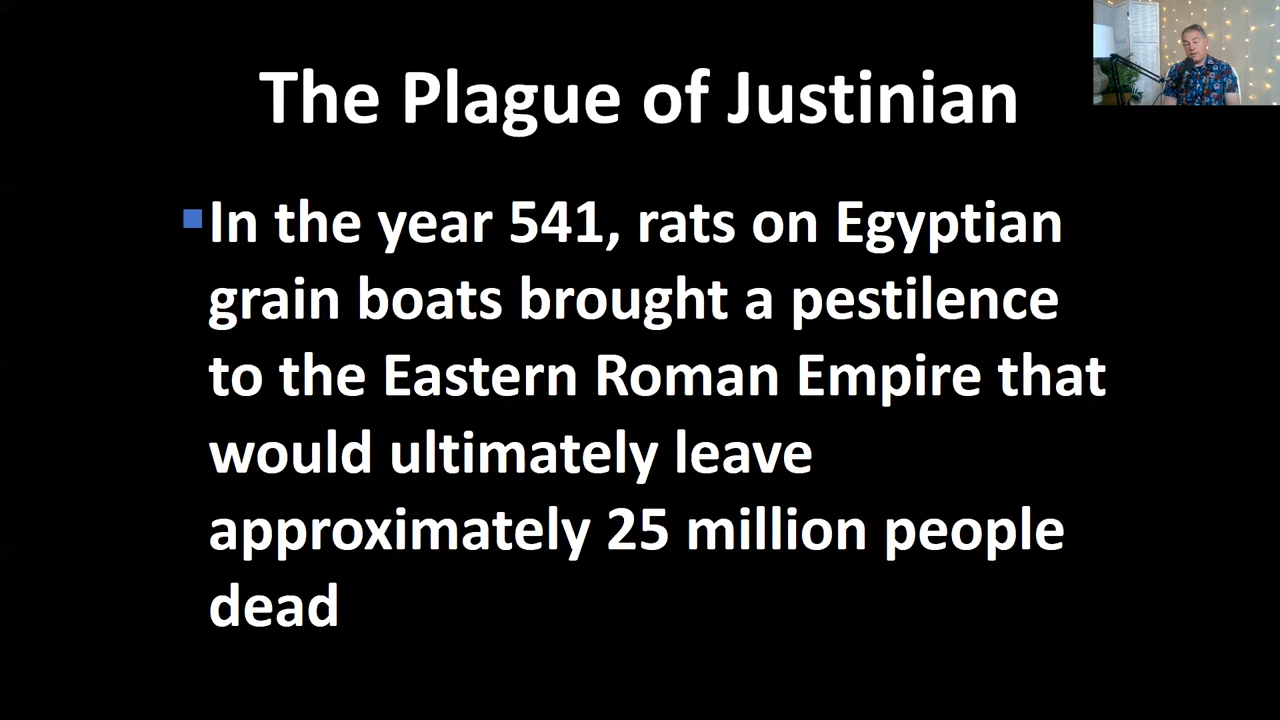 The Plague of Justinian
In the year 541, rats on Egyptian
grain boats brought a pestilence
to the Eastern Roman Empire that
would ultimately leave
approximately 25 million people
dead